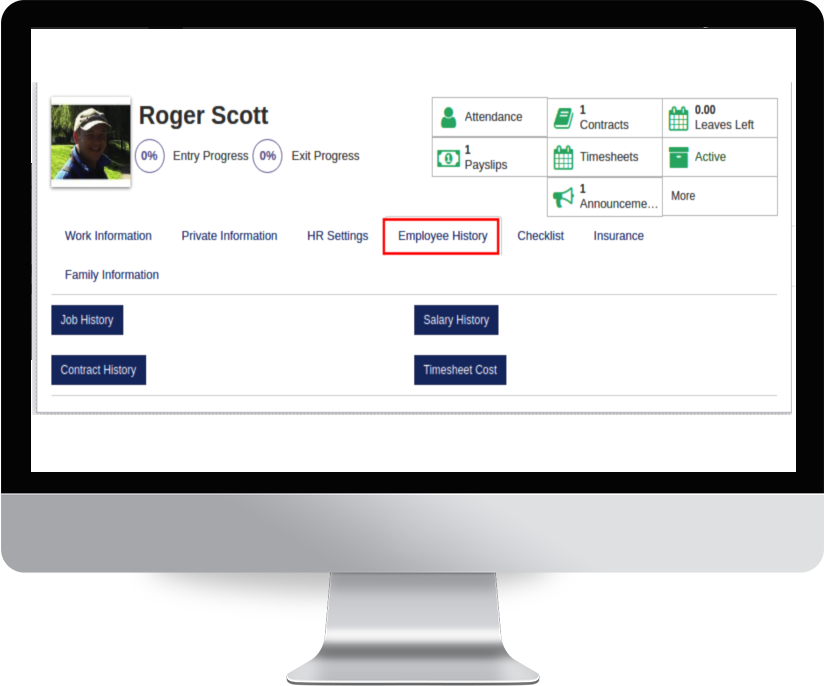 Roger Scott
0% Entry Progress 0% Exit Progress
Attendance
1
Contracts
0.00
Leaves Left
1
Payslips
Timesheets
Active
1
Announceme...
More
Work Information Private Information HR Settings Employee History Checklist Insurance
Family Information
Job History Salary History
Contract History Timesheet Cost